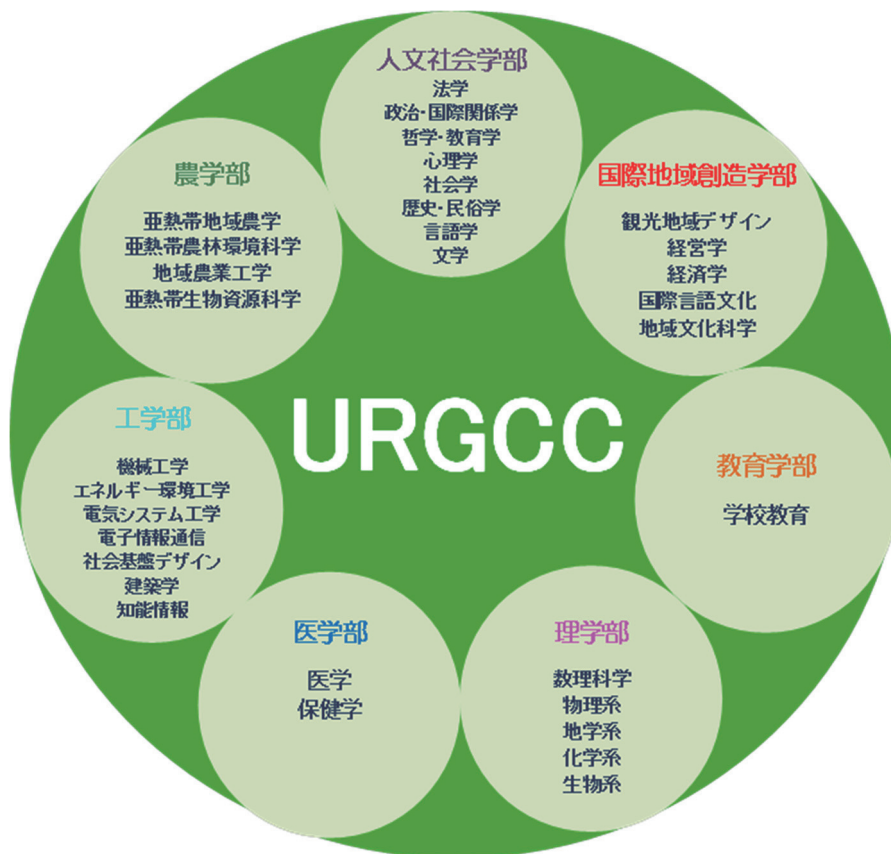 人文社会学部
法学
政治・国際関係学
哲学・教育学
心理学
社会学
歴史・民俗学
言語学
文学
国際地域創造学部
観光地域デザイン
経営学
経済学
国際言語文化
地域文化科学
教育学部
学校教育
理学部
数理科学
物理系
地学系
化学系
生物系
医学部
医学
保健学
工学部
機械工学
エネルギー環境工学
電気システム工学
電子情報通信
社会基盤デザイン
建築学
知能情報
農学部
亜熱帯地域農学
亜熱帯農林環境科学
地域農業工学
亜熱帯生物資源科学
URGCC